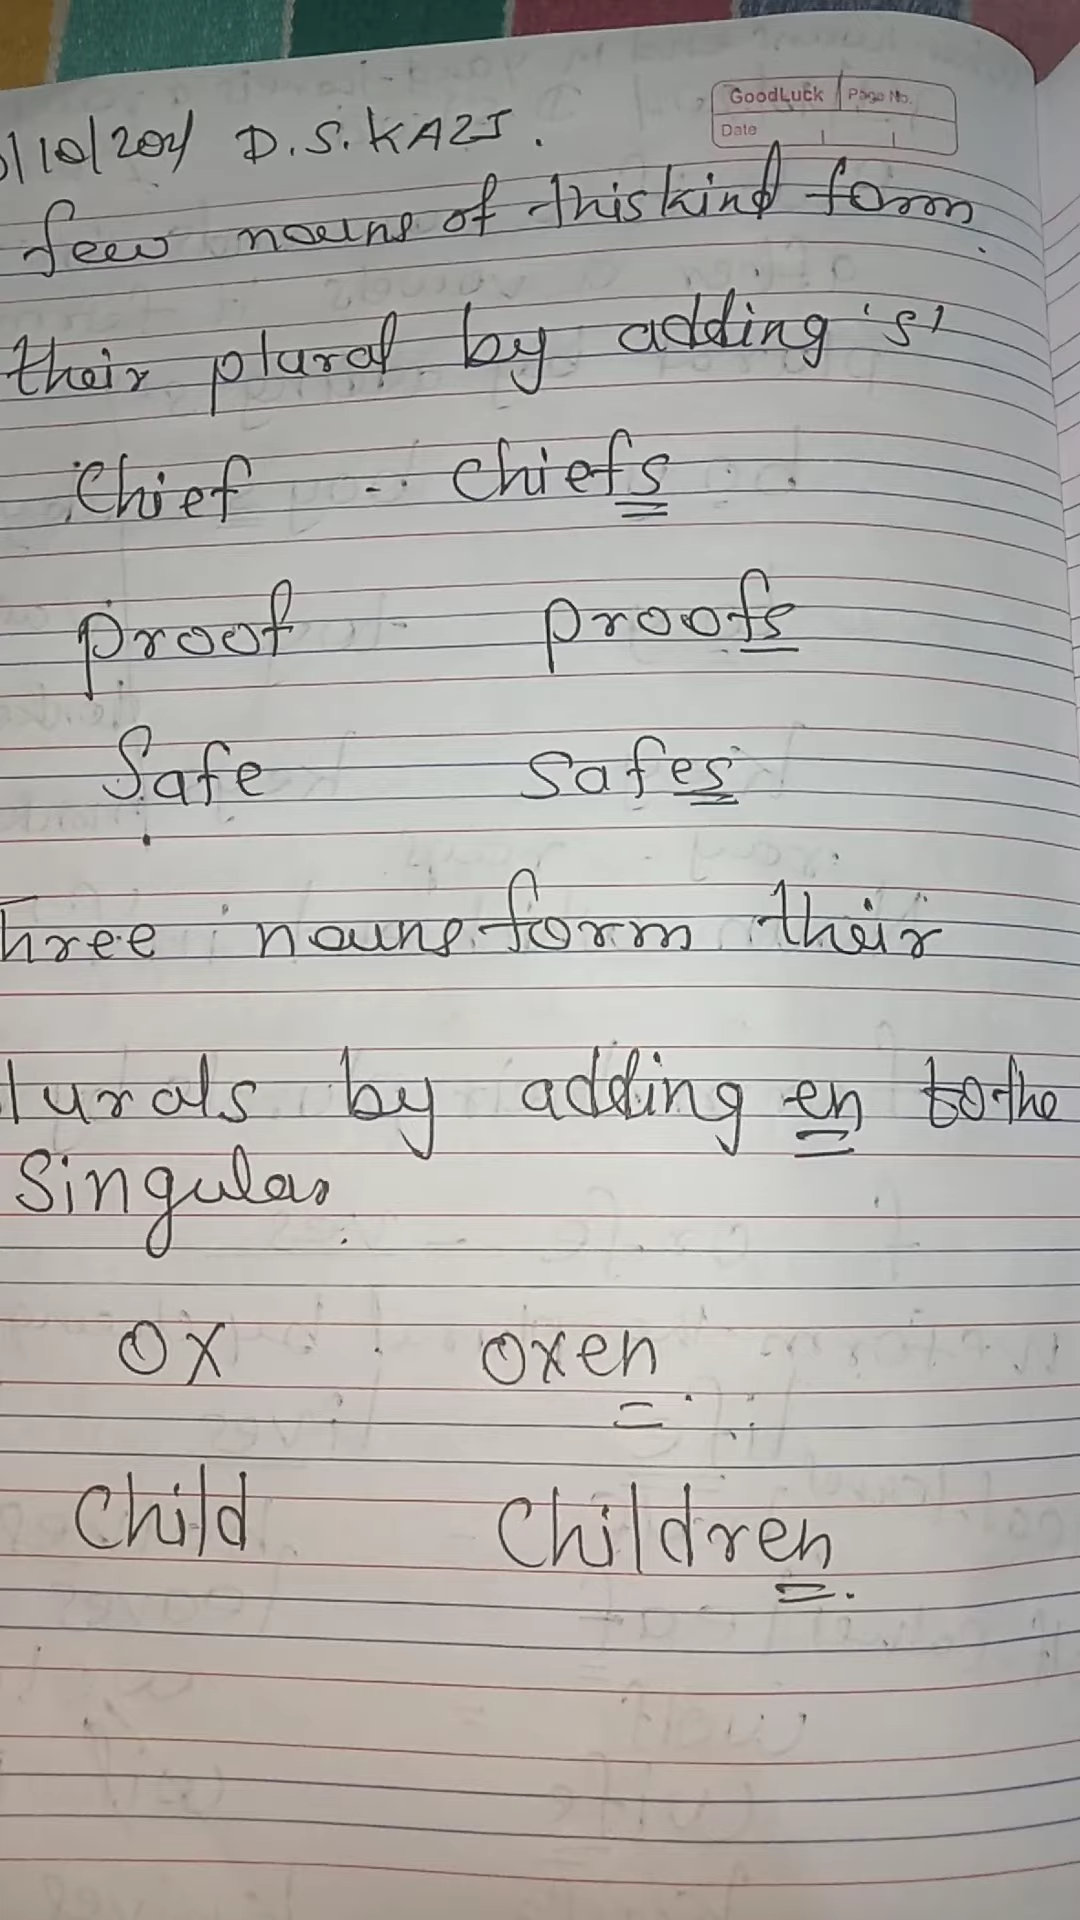 /10/2021 D.S.KAZI.
GoodLuck Page No.
Date
few nouns of this kind form
their plural by adding 's'
Chief -- Chiefs
Proof - Proofs
Safe Safes
hree nouns form their
lurals by adding en to the
Singular
OX Oxen
Child Children